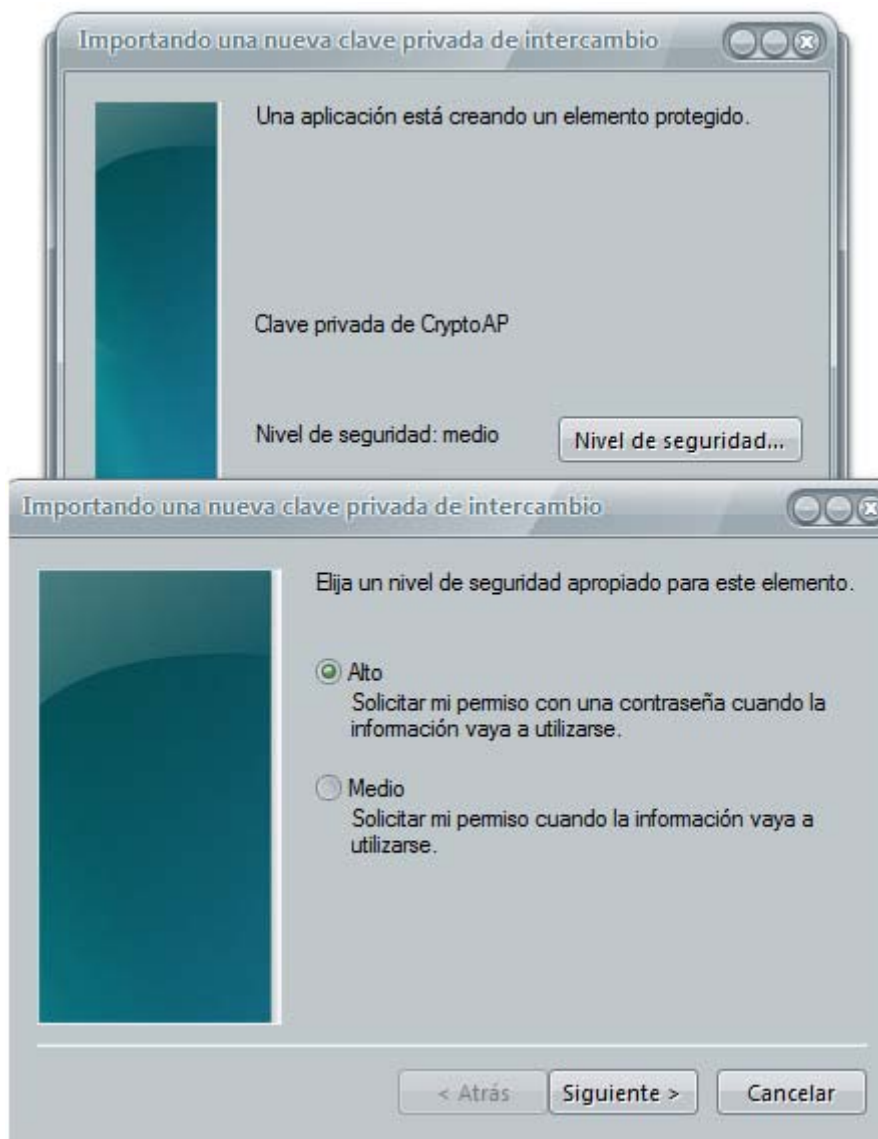 Importando una nueva clave privada de intercambio
Una aplicación está creando un elemento protegido.
Clave privada de CryptoAP
Nivel de seguridad: medio
Nivel de seguridad...
Importando una nueva clave privada de intercambio
Elija un nivel de seguridad apropiado para este elemento.
Alto
Solicitar mi permiso con una contraseña cuando la
información vaya a utilizarse.
Medio
Solicitar mi permiso cuando la información vaya a
utilizarse.
< Atrás
Siguiente >
Cancelar